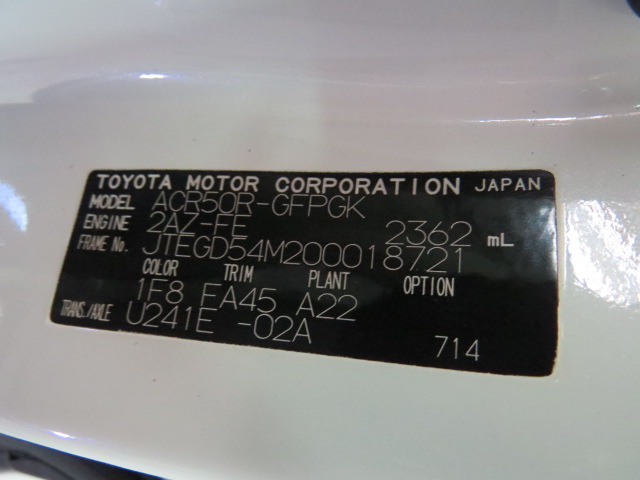 TOYOTA MOTOR CORPORATION JAPAN
MODEL ACR50R-GFPGK
ENGINE 2AZ-FE 2362 mL
FRAME No. JTEGD54M200018721
COLOR TRIM PLANT OPTION
1F8 EA45 A22
TRANS./AXLE U241E -02A
714